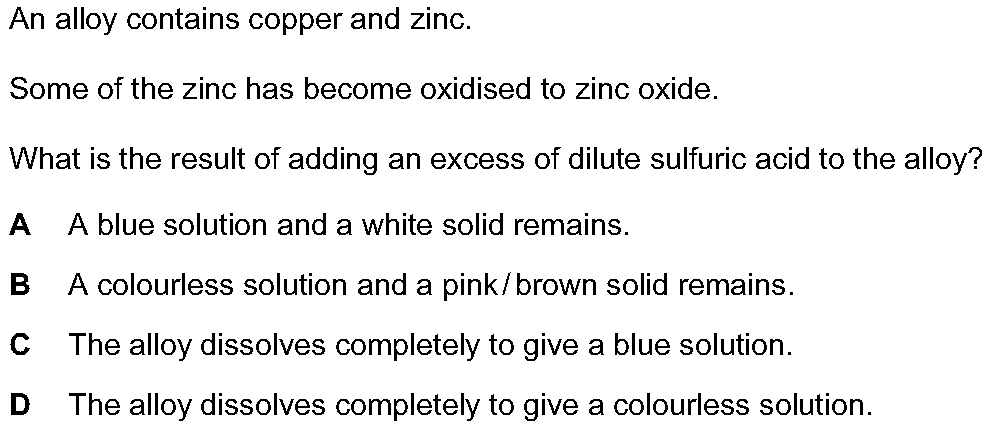 An alloy contains copper and zinc.
Some of the zinc has become oxidised to zinc oxide.
What is the result of adding an excess of dilute sulfuric acid to the alloy?
A A blue solution and a white solid remains.
B A colourless solution and a pink/brown solid remains.
C The alloy dissolves completely to give a blue solution.
D The alloy dissolves completely to give a colourless solution.